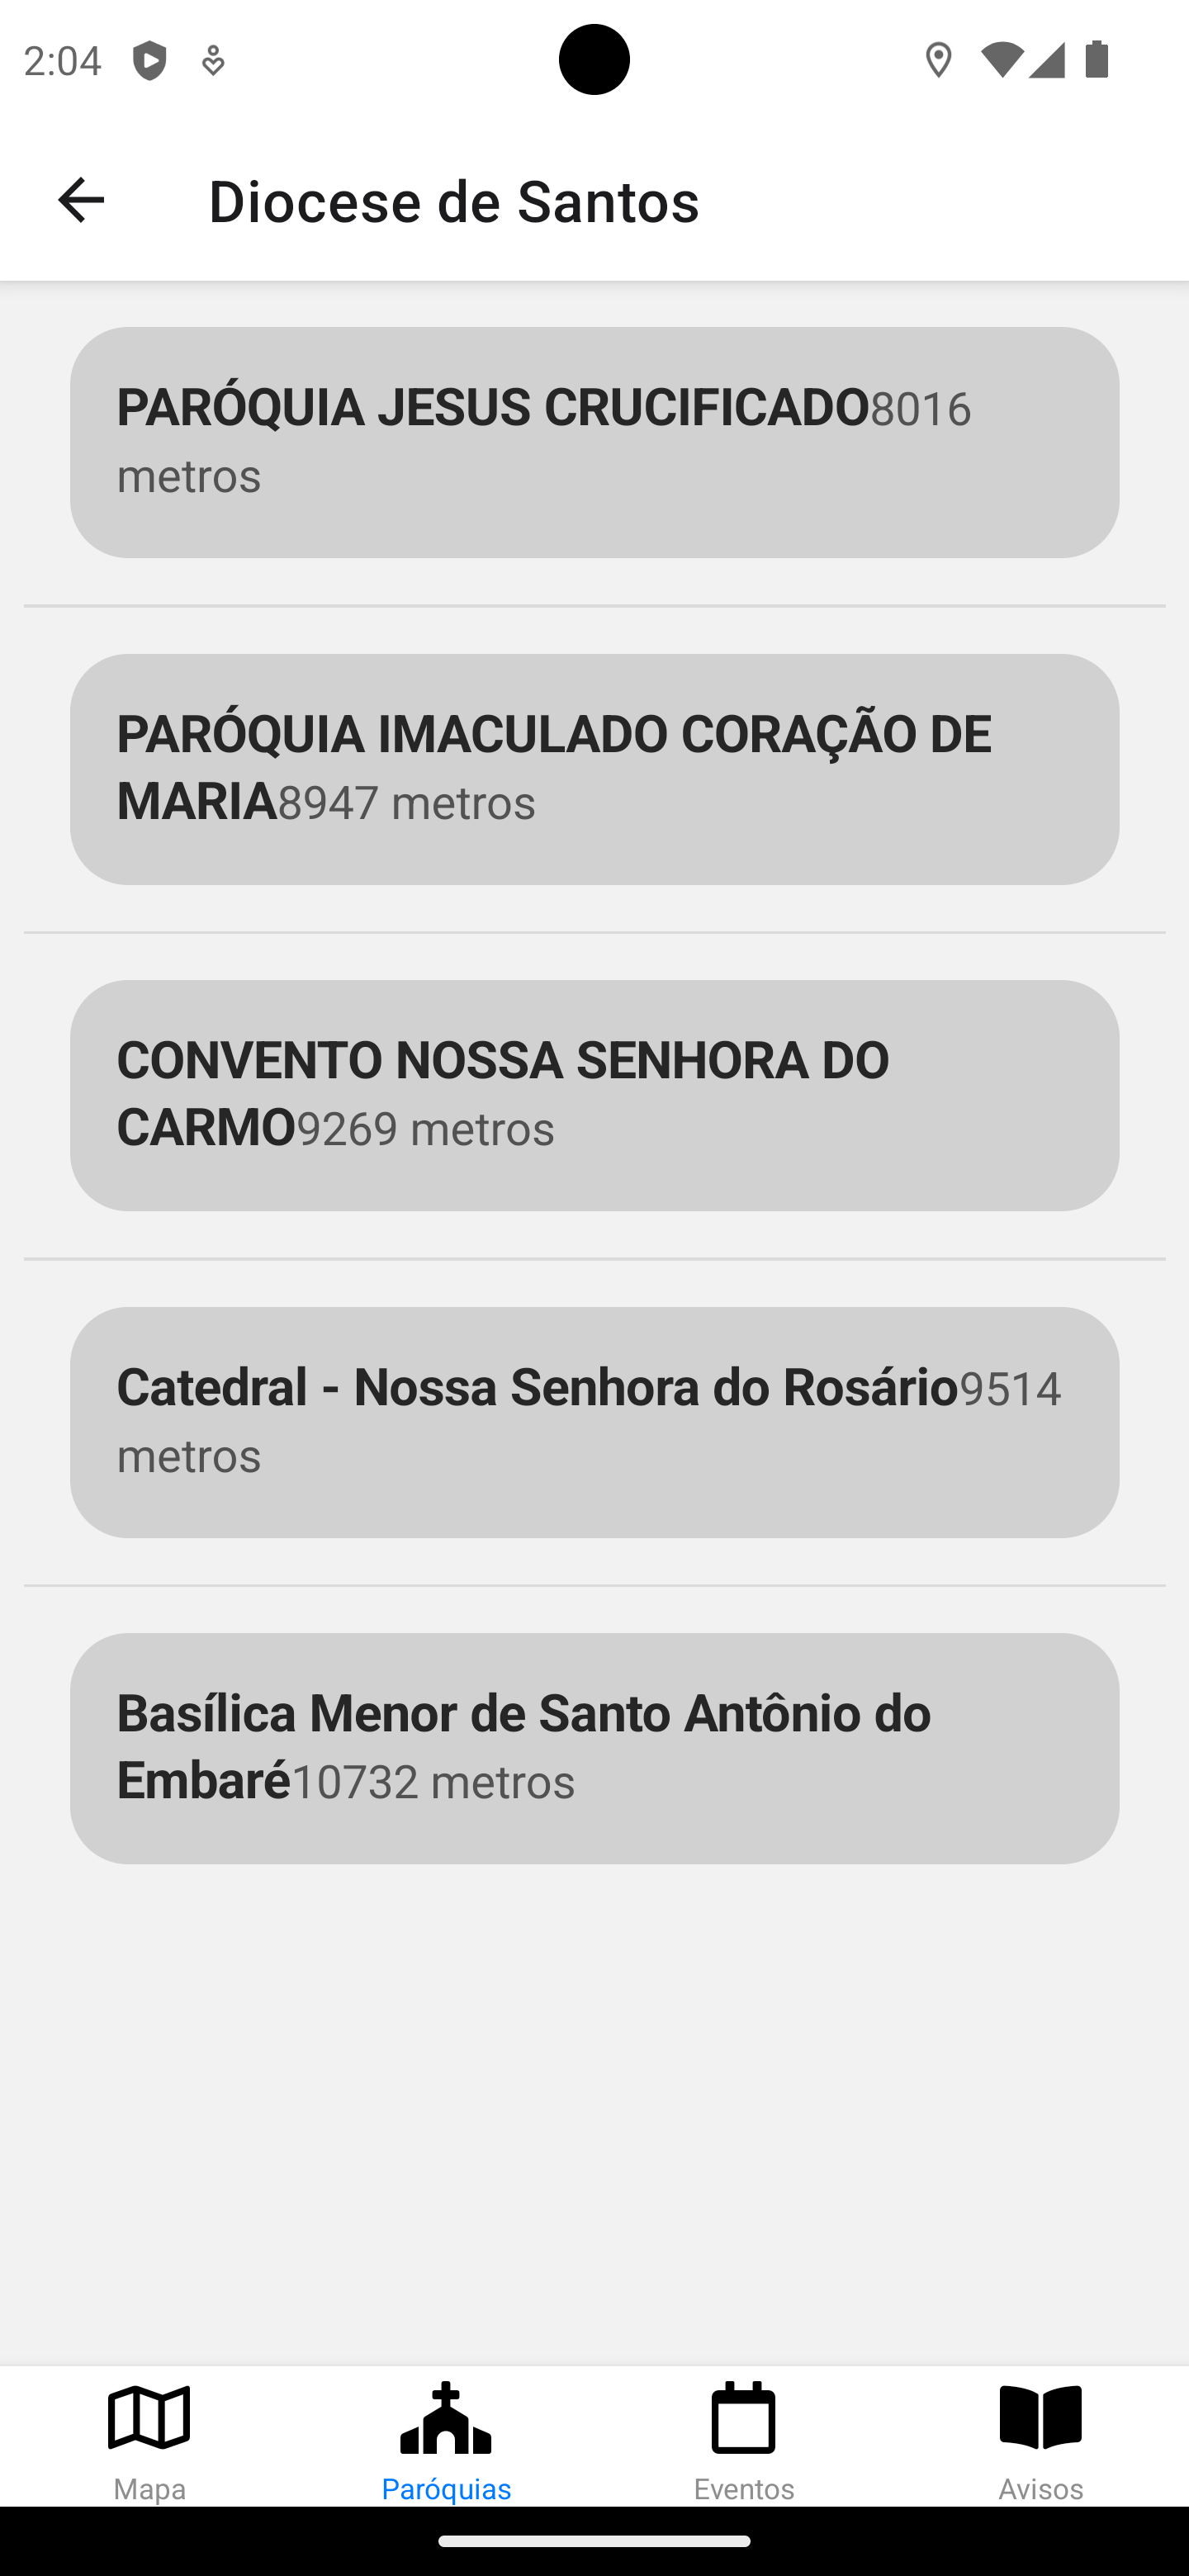 2:04
Diocese de Santos
PARÓQUIA JESUS CRUCIFICADO8016
metros
PARÓQUIA IMACULADO CORAÇÃO DE
MARIA8947 metros
CONVENTO NOSSA SENHORA DO
CARMO9269 metros
Catedral - Nossa Senhora do Rosário9514
metros
Basílica Menor de Santo Antônio do
Embaré10732 metros
Mapa
Paróquias
Eventos
Avisos